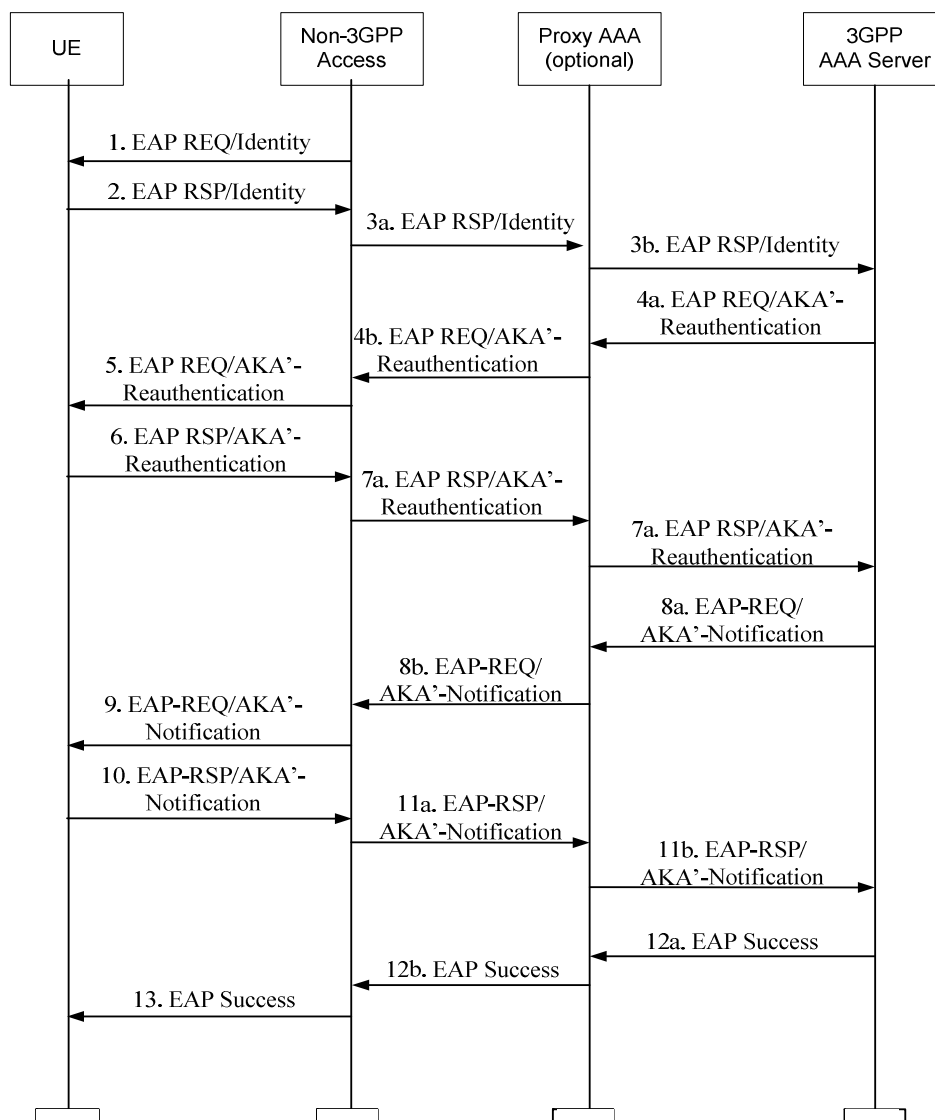 UE
Non-3GPP
Access
Proxy AAA
(optional)
3GPP
AAA Server
1. EAP REQ/Identity
2. EAP RSP/Identity
3a. EAP RSP/Identity
3b. EAP RSP/Identity
4a. EAP REQ/AKA’-
Reauthentication
4b. EAP REQ/AKA’-
Reauthentication
5. EAP REQ/AKA’-
Reauthentication
6. EAP RSP/AKA’-
Reauthentication
7a. EAP RSP/AKA’-
Reauthentication
7a. EAP RSP/AKA’-
Reauthentication
8a. EAP-REQ/
AKA’-Notification
8b. EAP-REQ/
AKA’-Notification
9. EAP-REQ/AKA’-
Notification
10. EAP-RSP/AKA’-
Notification
11a. EAP-RSP/
AKA’-Notification
11b. EAP-RSP/
AKA’-Notification
12a. EAP Success
12b. EAP Success
13. EAP Success